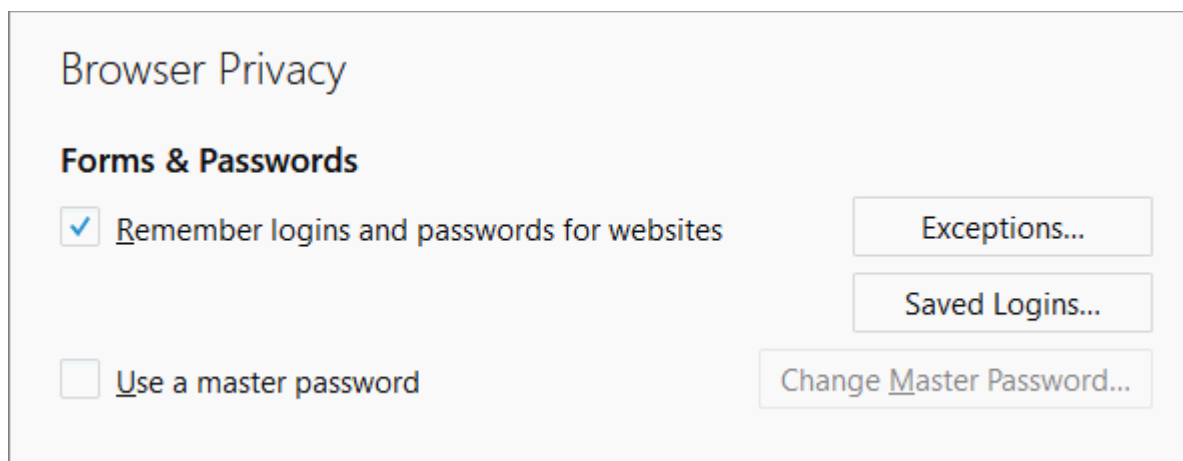 Browser Privacy
Forms & Passwords
Remember logins and passwords for websites
Exceptions...
Saved Logins...
Use a master password
Change Master Password...